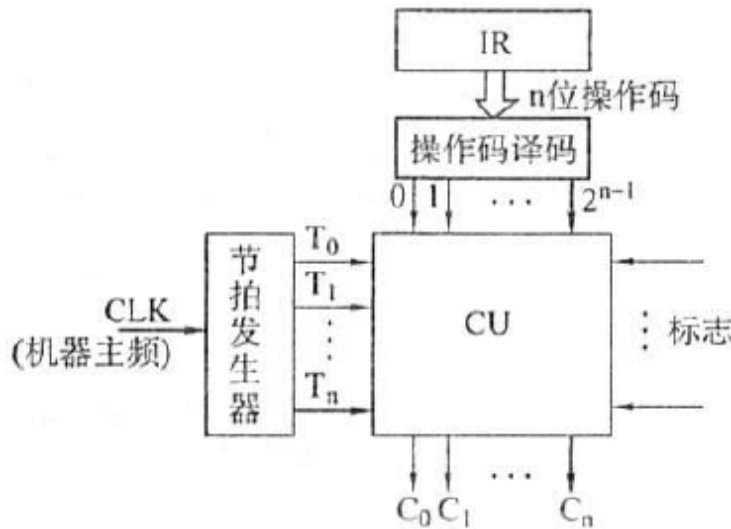 IR
n位操作码
操作码译码
0 1 ··· 2ⁿ⁻¹
节拍发生器
T₀
T₁
⋮
Tₙ
CLK
(机器主频)
CU
⋮ 标志
C₀ C₁ ··· Cₙ